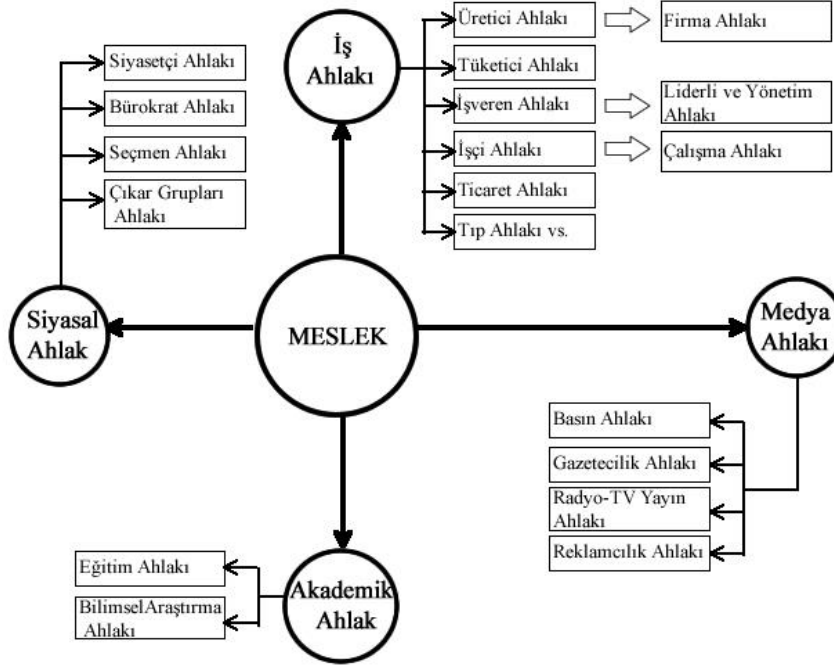 İş
Ahlakı
Üretici Ahlakı
Firma Ahlakı
Tüketici Ahlakı
İşveren Ahlakı
Liderli ve Yönetim
Ahlakı
İşçi Ahlakı
Çalışma Ahlakı
Ticaret Ahlakı
Tıp Ahlakı vs.
Siyasetçi Ahlakı
Bürokrat Ahlakı
Seçmen Ahlakı
Çıkar Grupları
Ahlakı
Siyasal
Ahlak
MESLEK
Medya
Ahlakı
Basın Ahlakı
Gazetecilik Ahlakı
Radyo-TV Yayın
Ahlakı
Reklamcılık Ahlakı
Eğitim Ahlakı
BilimselAraştırma
Ahlakı
Akademik
Ahlak